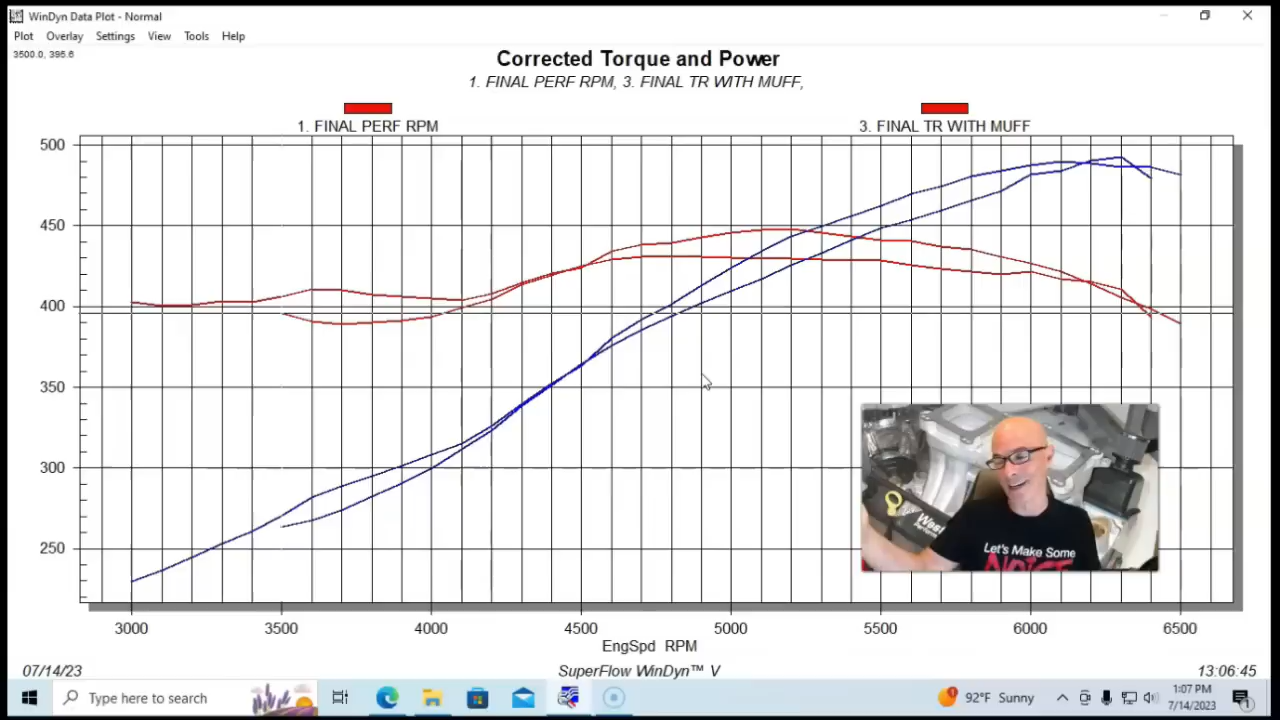 WinDyn Data Plot - Normal
Plot Overlay Settings View Tools Help
3500.0, 395.6
Corrected Torque and Power
1. FINAL PERF RPM, 3. FINAL TR WITH MUFF,
1. FINAL PERF RPM
3. FINAL TR WITH MUFF
500
450
400
350
300
250
3000 3500 4000 4500 5000 5500 6000 6500
EngSpd RPM
West
Let's Make Some
NOISE
07/14/23
SuperFlow WinDyn™ V
13:06:45
Type here to search
92°F Sunny
1:07 PM
7/14/2023